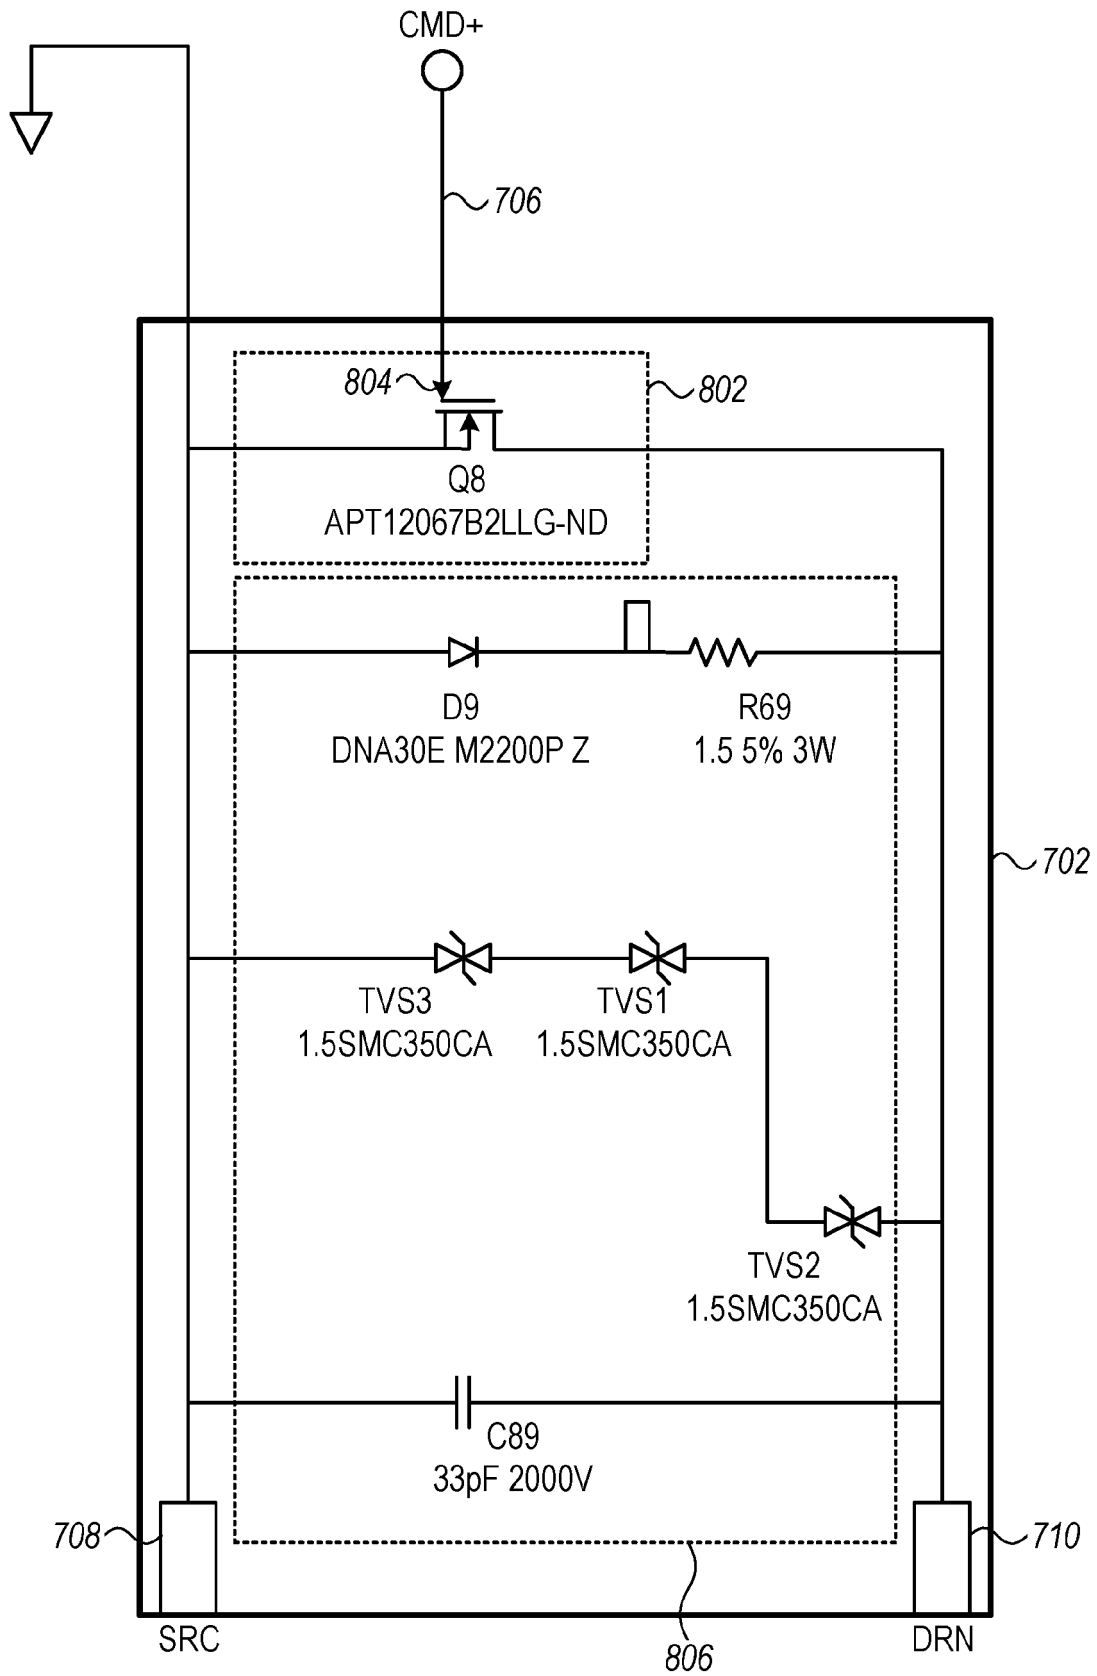 CMD+
706
804
802
Q8
APT12067B2LLG-ND
D9
DNA30E M2200P Z
R69
1.5 5% 3W
702
TVS3
1.5SMC350CA
TVS1
1.5SMC350CA
TVS2
1.5SMC350CA
C89
33pF 2000V
708
710
SRC
806
DRN